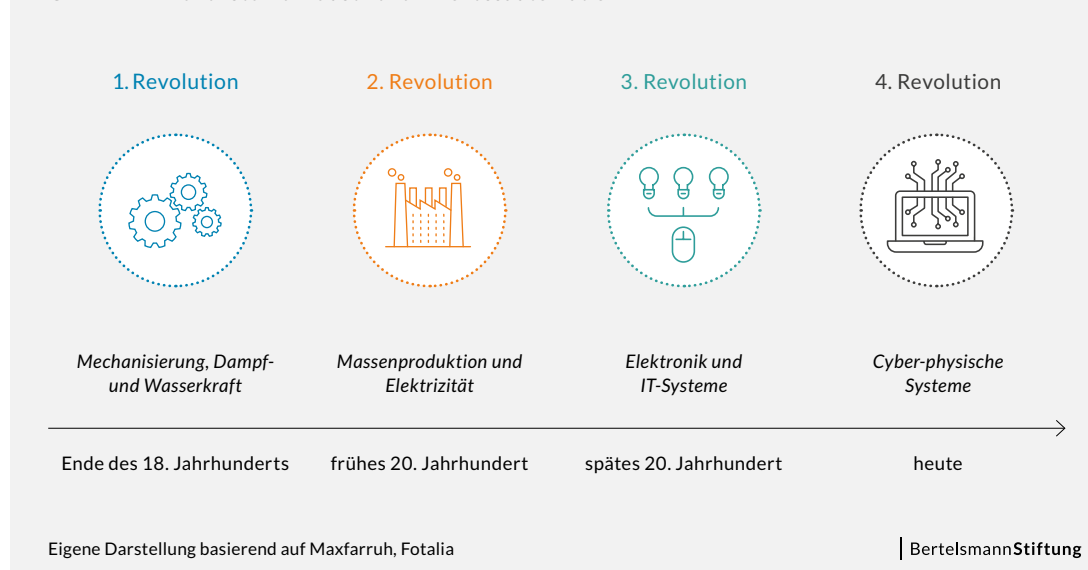 1. Revolution
2. Revolution
3. Revolution
4. Revolution
Mechanisierung, Dampf-
und Wasserkraft
Massenproduktion und
Elektrizität
Elektronik und
IT-Systeme
Cyber-physische
Systeme
Ende des 18. Jahrhunderts
frühes 20. Jahrhundert
spätes 20. Jahrhundert
heute
Eigene Darstellung basierend auf Maxfarruh, Fotalia
BertelsmannStiftung